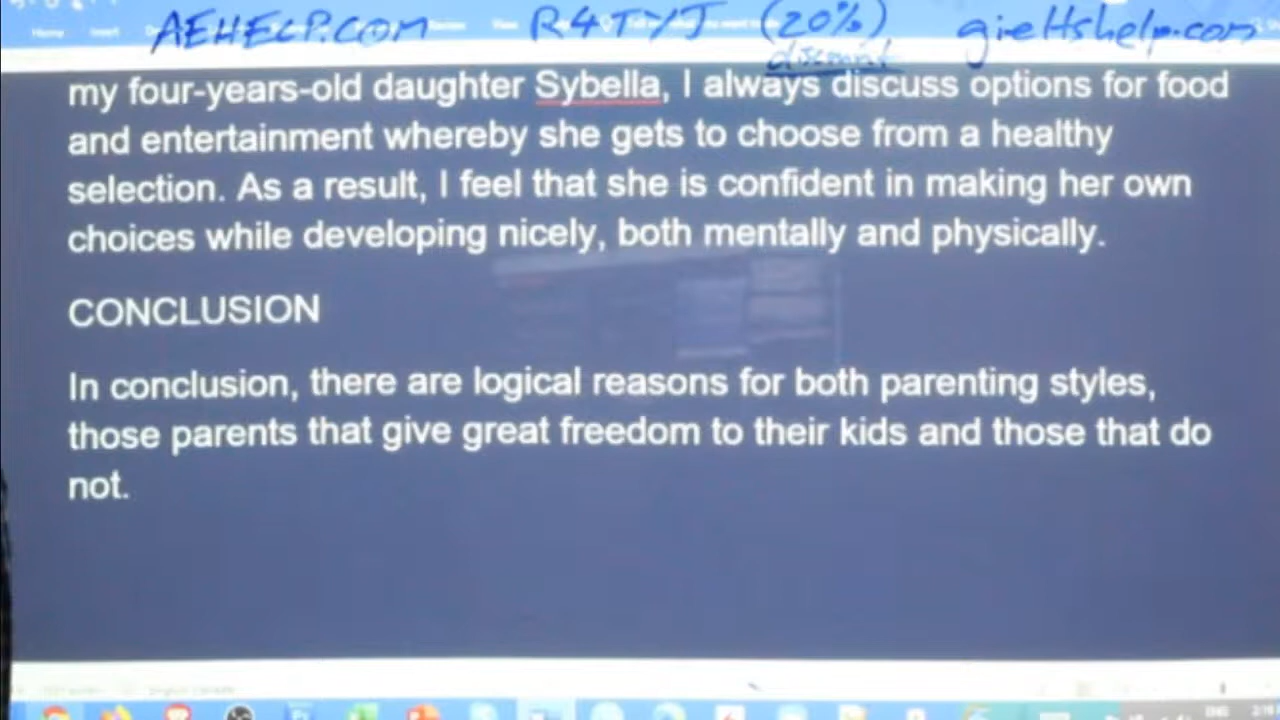 AEHELP.COM R4TYJ (20%) gieltshelp.com
discount
my four-years-old daughter Sybella, I always discuss options for food
and entertainment whereby she gets to choose from a healthy
selection. As a result, I feel that she is confident in making her own
choices while developing nicely, both mentally and physically.
CONCLUSION
In conclusion, there are logical reasons for both parenting styles,
those parents that give great freedom to their kids and those that do
not.